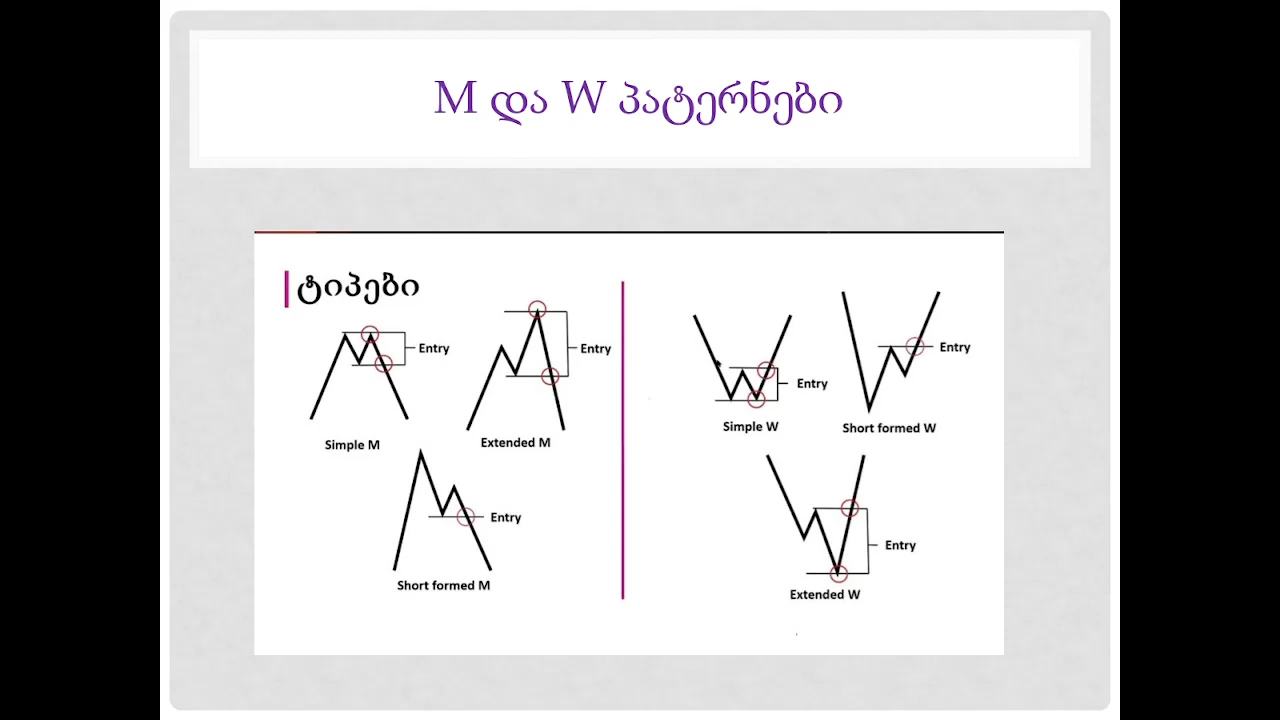 M და W პატერნები
ტიპები
Entry
Simple M
Entry
Extended M
Entry
Short formed M
Entry
Simple W
Entry
Short formed W
Entry
Extended W